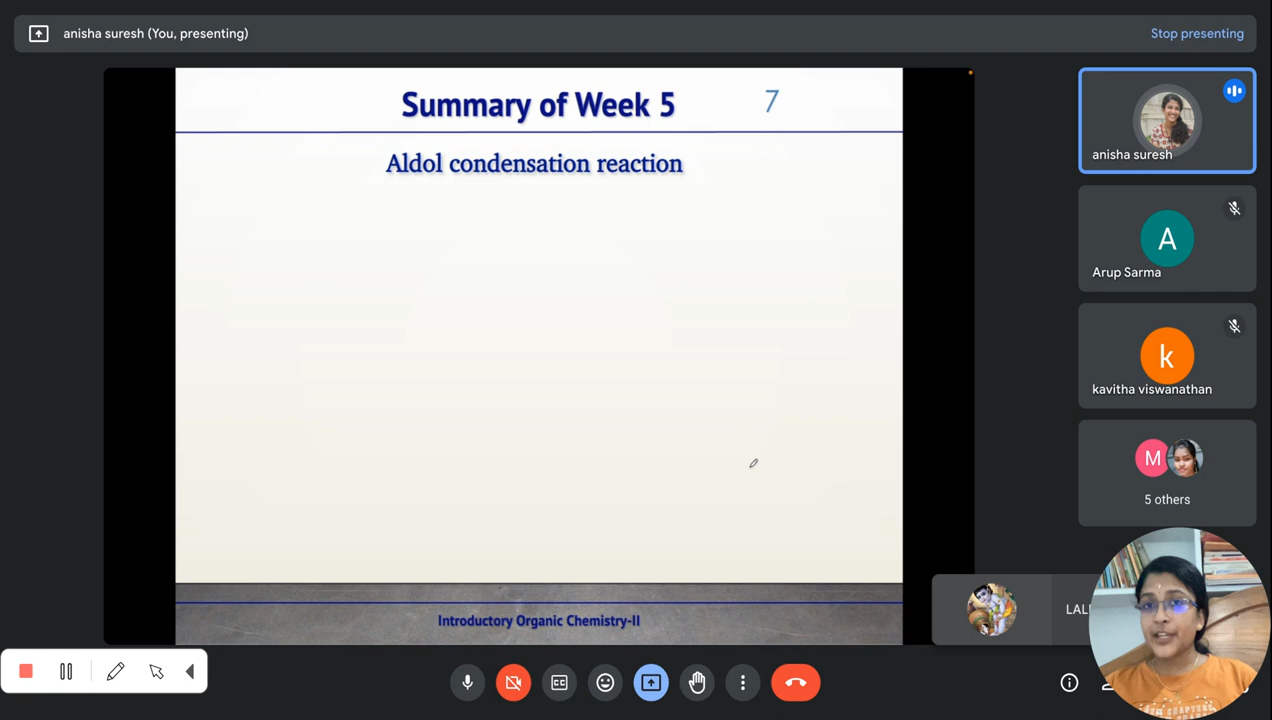 anisha suresh (You, presenting)
Stop presenting
Summary of Week 5
7
Aldol condensation reaction
Introductory Organic Chemistry-II
anisha suresh
A
Arup Sarma
k
kavitha viswanathan
M
5 others
CC